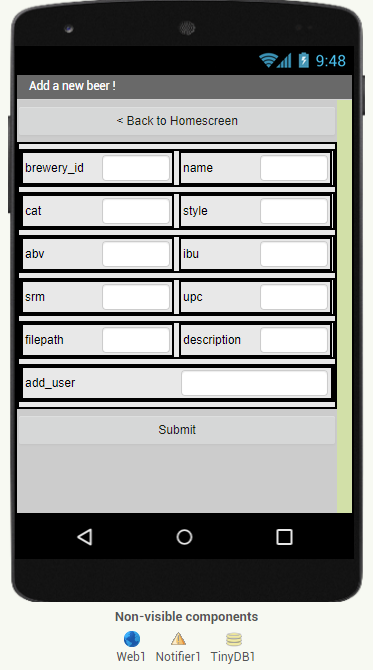 9:48
Add a new beer !
< Back to Homescreen
brewery_id name
cat style
abv ibu
srm upc
filepath description
add_user
Submit
Non-visible components
Web1 Notifier1 TinyDB1